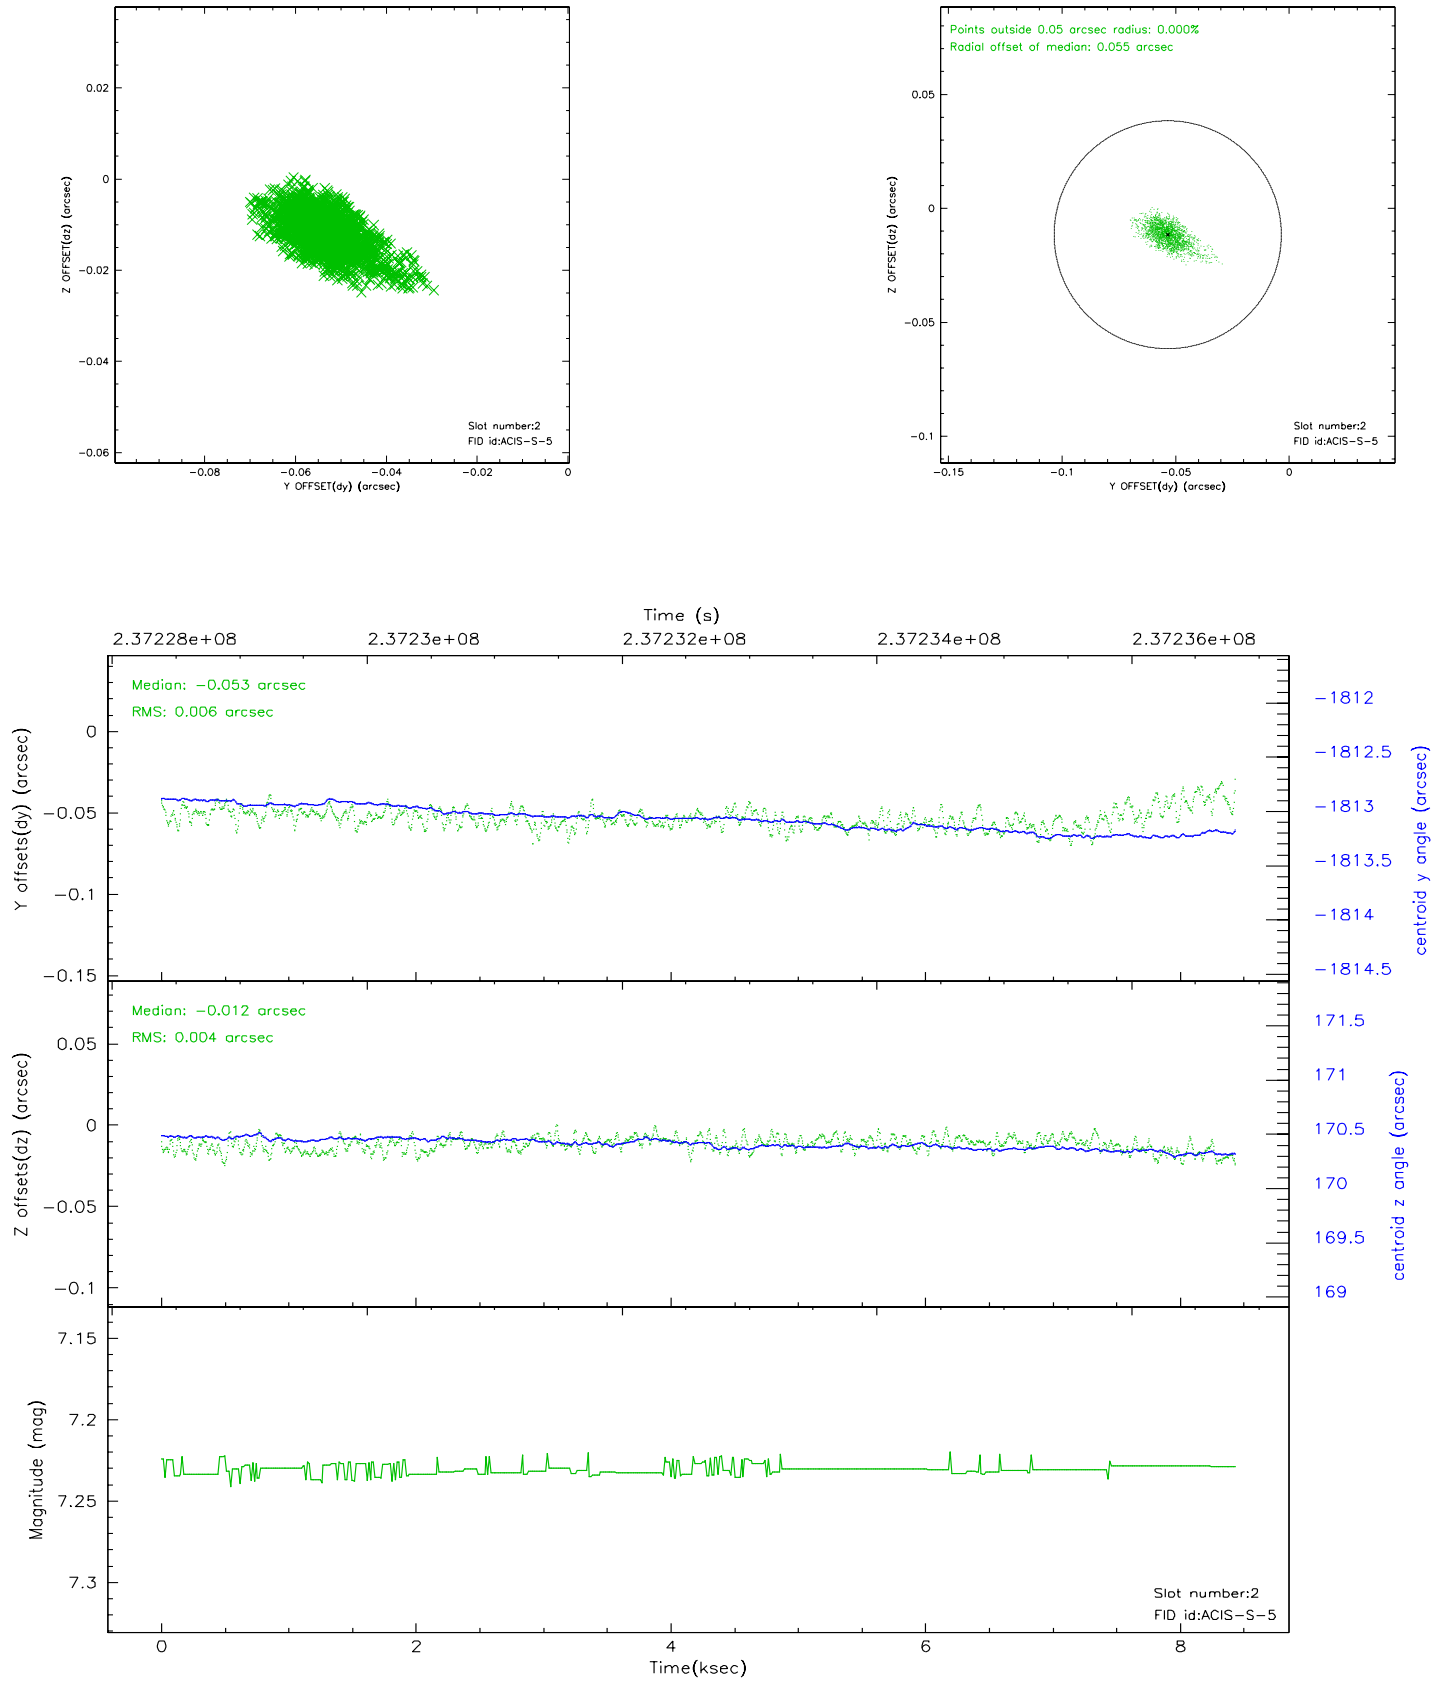 0.02
0
−0.02
−0.04
−0.06
Z OFFSET(dz) (arcsec)
−0.08
−0.06
−0.04
−0.02
0
Y OFFSET(dy) (arcsec)
Slot number:2
FID id:ACIS−S−5
Points outside 0.05 arcsec radius: 0.000%
Radial offset of median: 0.055 arcsec
0.05
0
−0.05
−0.1
Z OFFSET(dz) (arcsec)
−0.15
−0.1
−0.05
0
Y OFFSET(dy) (arcsec)
Slot number:2
FID id:ACIS−S−5
Time (s)
2.37228e+08
2.3723e+08
2.37232e+08
2.37234e+08
2.37236e+08
Median: −0.053 arcsec
RMS: 0.006 arcsec
0
−0.05
−0.1
−0.15
Y offsets(dy) (arcsec)
−1812
−1812.5
−1813
−1813.5
−1814
−1814.5
centroid y angle (arcsec)
Median: −0.012 arcsec
RMS: 0.004 arcsec
0.05
0
−0.05
−0.1
Z offsets(dz) (arcsec)
171.5
171
170.5
170
169.5
169
centroid z angle (arcsec)
7.15
7.2
7.25
7.3
Magnitude (mag)
Slot number:2
FID id:ACIS−S−5
0
2
4
6
8
Time(ksec)